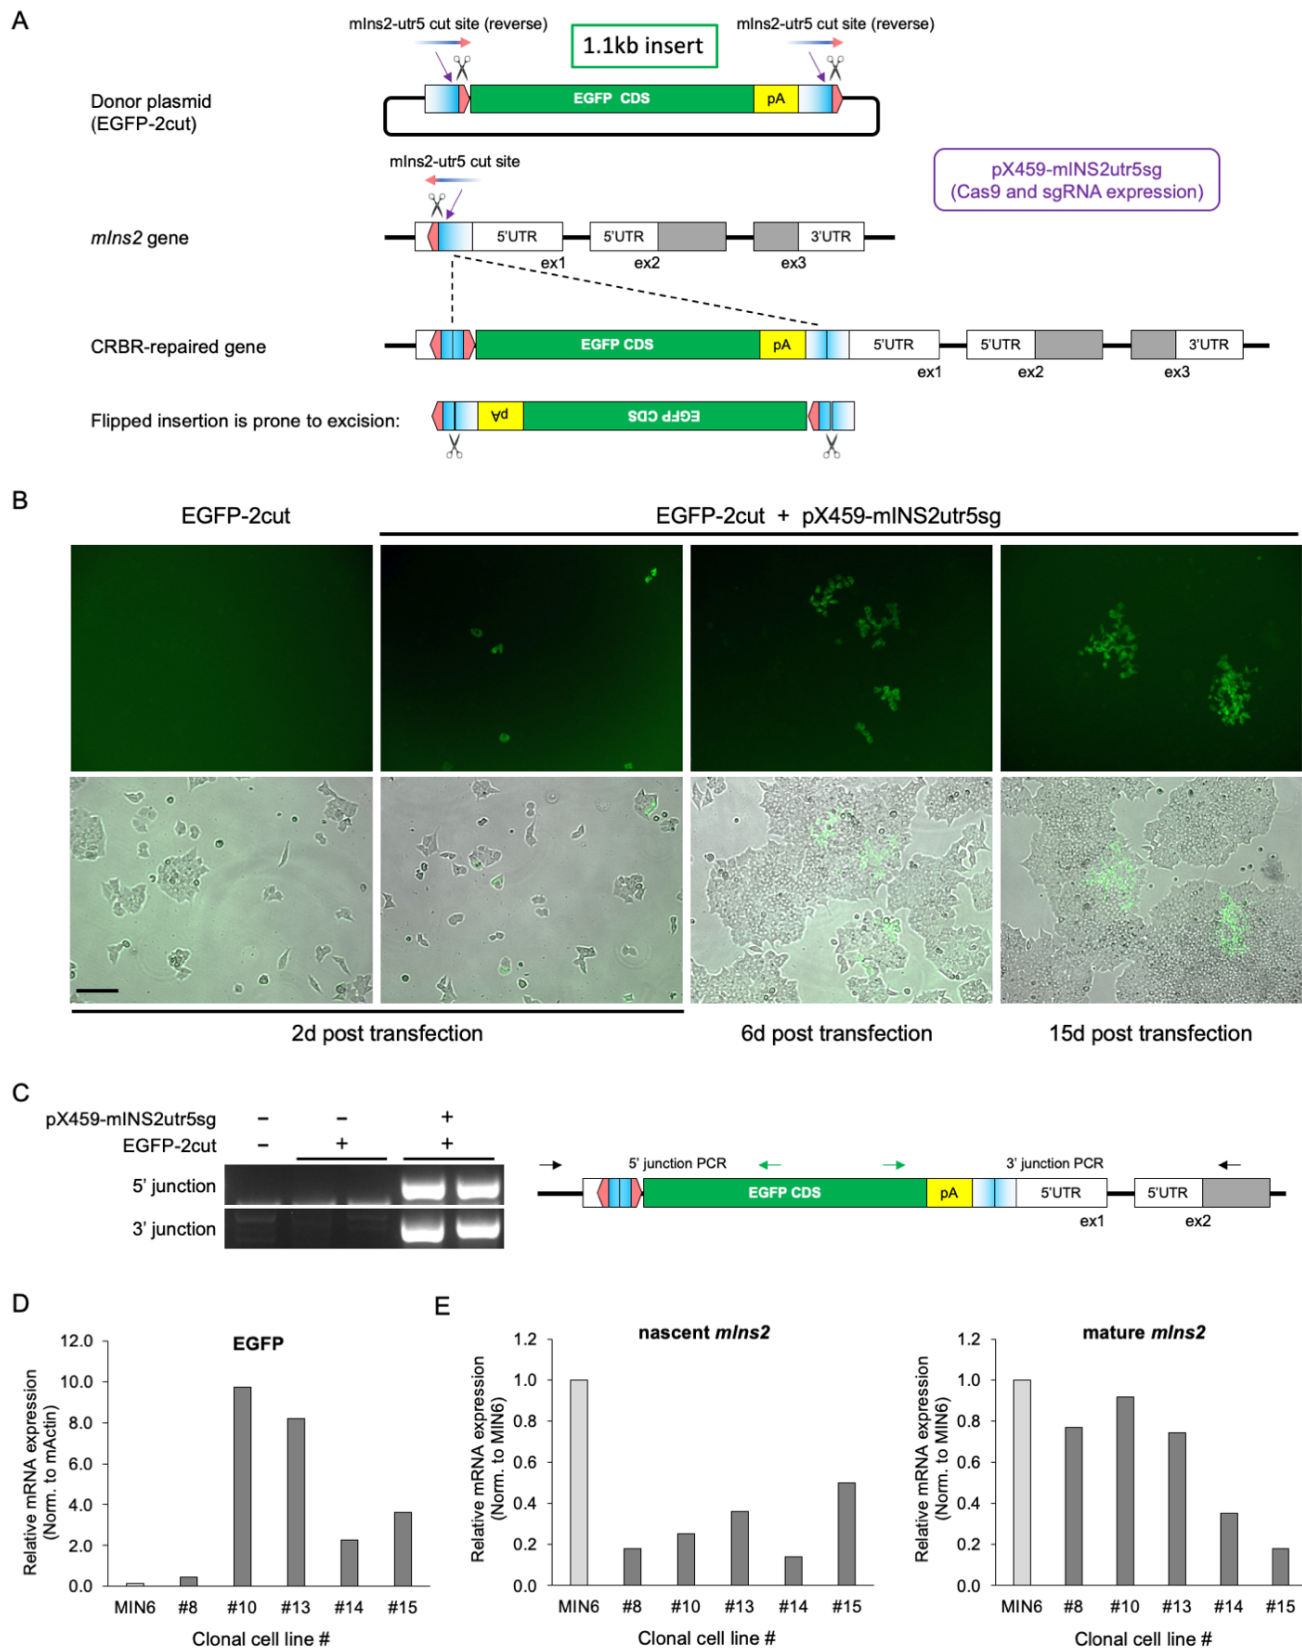 A
mIns2-utr5 cut site (reverse)
1.1kb insert
mIns2-utr5 cut site (reverse)
Donor plasmid
(EGFP-2cut)
EGFP CDS
pA
mIns2-utr5 cut site
pX459-mINS2utr5sg
(Cas9 and sgRNA expression)
mIns2 gene
5'UTR
5'UTR
3'UTR
ex1
ex2
ex3
CRBR-repaired gene
EGFP CDS
pA
5'UTR
5'UTR
3'UTR
ex1
ex2
ex3
Flipped insertion is prone to excision:
pA
EGFP CDS
B
EGFP-2cut
EGFP-2cut + pX459-mINS2utr5sg
2d post transfection
6d post transfection
15d post transfection
C
pX459-mINS2utr5sg – – +
EGFP-2cut – + +
5' junction
3' junction
5' junction PCR
3' junction PCR
EGFP CDS
pA
5'UTR
5'UTR
ex1
ex2
D
EGFP
Relative mRNA expression
(Norm. to mActin)
12.0
10.0
8.0
6.0
4.0
2.0
0.0
MIN6 #8 #10 #13 #14 #15
Clonal cell line #
E
nascent mIns2
Relative mRNA expression
(Norm. to MIN6)
1.2
1.0
0.8
0.6
0.4
0.2
0.0
MIN6 #8 #10 #13 #14 #15
Clonal cell line #
mature mIns2
Relative mRNA expression
(Norm. to MIN6)
1.2
1.0
0.8
0.6
0.4
0.2
0.0
MIN6 #8 #10 #13 #14 #15
Clonal cell line #